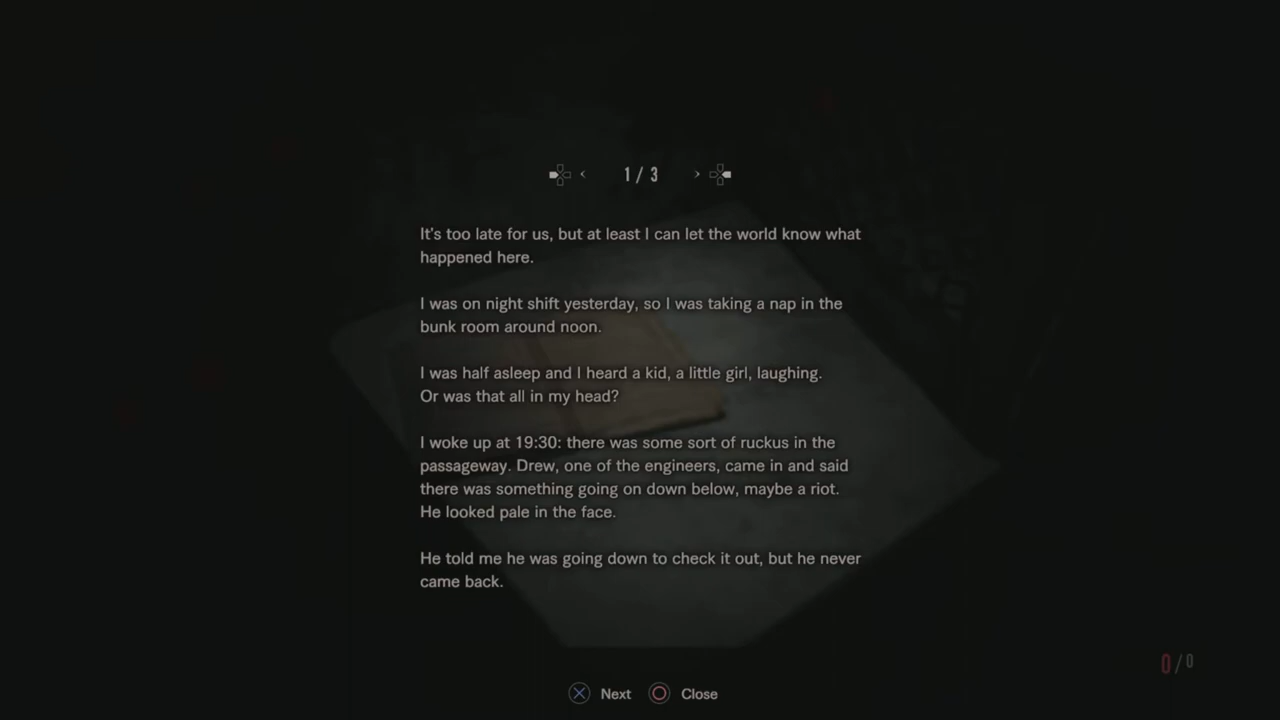 < 1 / 3 >
It's too late for us, but at least I can let the world know what
happened here.
I was on night shift yesterday, so I was taking a nap in the
bunk room around noon.
I was half asleep and I heard a kid, a little girl, laughing.
Or was that all in my head?
I woke up at 19:30: there was some sort of ruckus in the
passageway. Drew, one of the engineers, came in and said
there was something going on down below, maybe a riot.
He looked pale in the face.
He told me he was going down to check it out, but he never
came back.
0/0
Next Close